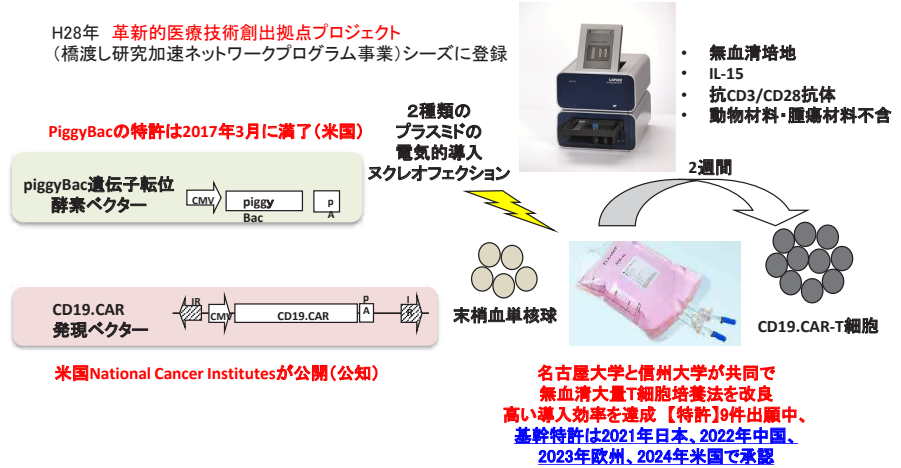 H28年 革新的医療技術創出拠点プロジェクト
（橋渡し研究加速ネットワークプログラム事業）シーズに登録
• 無血清培地
• IL-15
• 抗CD3/CD28抗体
• 動物材料・腫瘍材料不含
PiggyBacの特許は2017年3月に満了（米国）
２種類の
プラスミドの
電気的導入
ヌクレオフェクション
2週間
piggyBac遺伝子転位
酵素ベクター
CMV
piggy
Bac
p
A
CD19.CAR
発現ベクター
IR
CMV
CD19.CAR
p
A
I
R
末梢血単核球
CD19.CAR-T細胞
米国National Cancer Institutesが公開（公知）
名古屋大学と信州大学が共同で
無血清大量T細胞培養法を改良
高い導入効率を達成 【特許】9件出願中、
基幹特許は2021年日本、2022年中国、
2023年欧州、2024年米国で承認